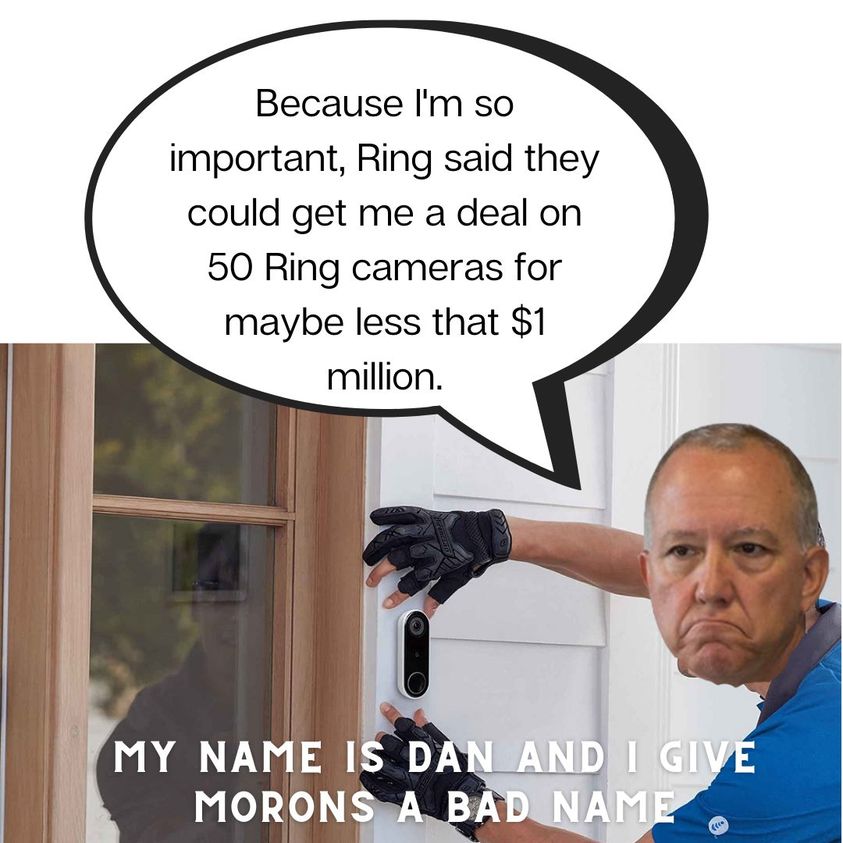 Because I'm so
important, Ring said they
could get me a deal on
50 Ring cameras for
maybe less that $1
million.
MY NAME IS DAN AND I GIVE
MORONS A BAD NAME